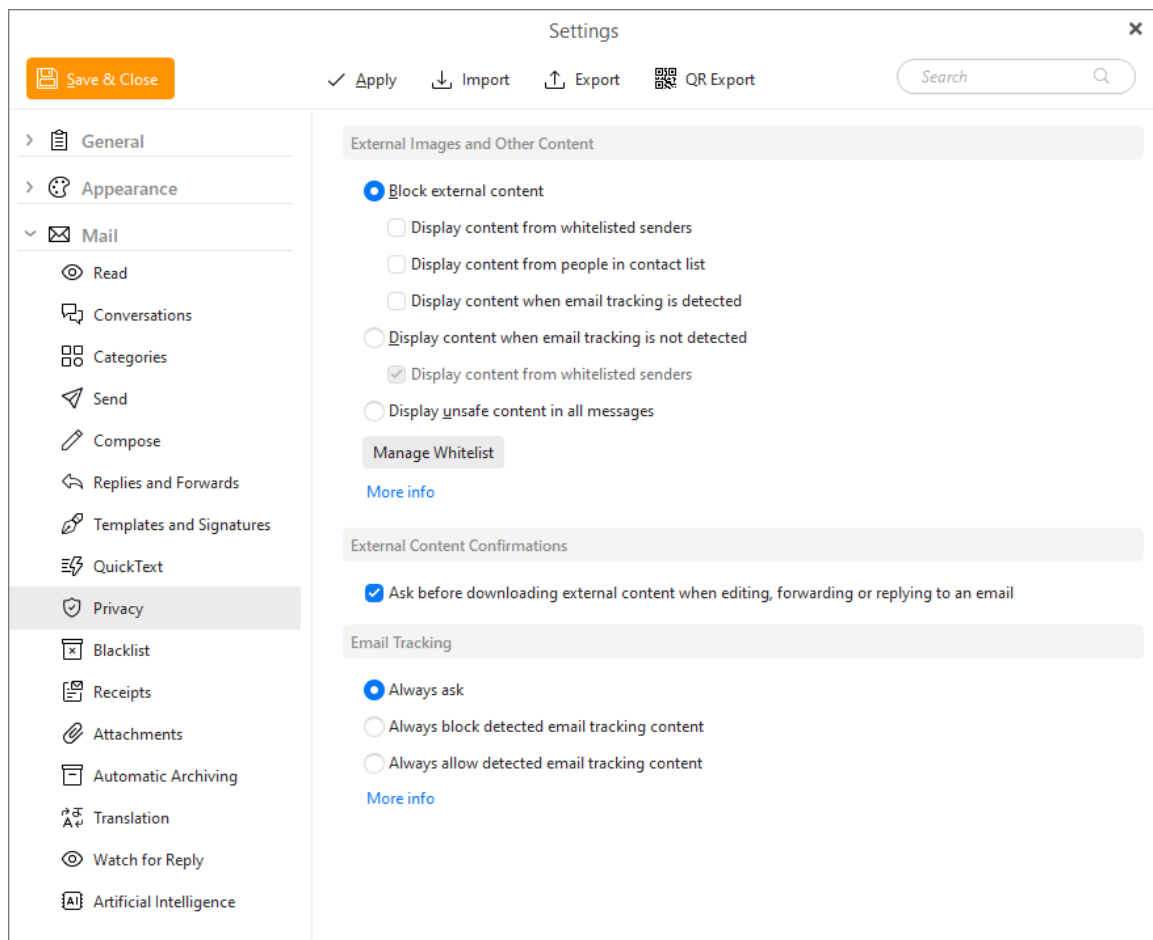 Settings
Save & Close
Apply
Import
Export
QR Export
Search
General
Appearance
Mail
Read
Conversations
Categories
Send
Compose
Replies and Forwards
Templates and Signatures
QuickText
Privacy
Blacklist
Receipts
Attachments
Automatic Archiving
Translation
Watch for Reply
AI Artificial Intelligence
External Images and Other Content
Block external content
Display content from whitelisted senders
Display content from people in contact list
Display content when email tracking is detected
Display content when email tracking is not detected
Display content from whitelisted senders
Display unsafe content in all messages
Manage Whitelist
More info
External Content Confirmations
Ask before downloading external content when editing, forwarding or replying to an email
Email Tracking
Always ask
Always block detected email tracking content
Always allow detected email tracking content
More info